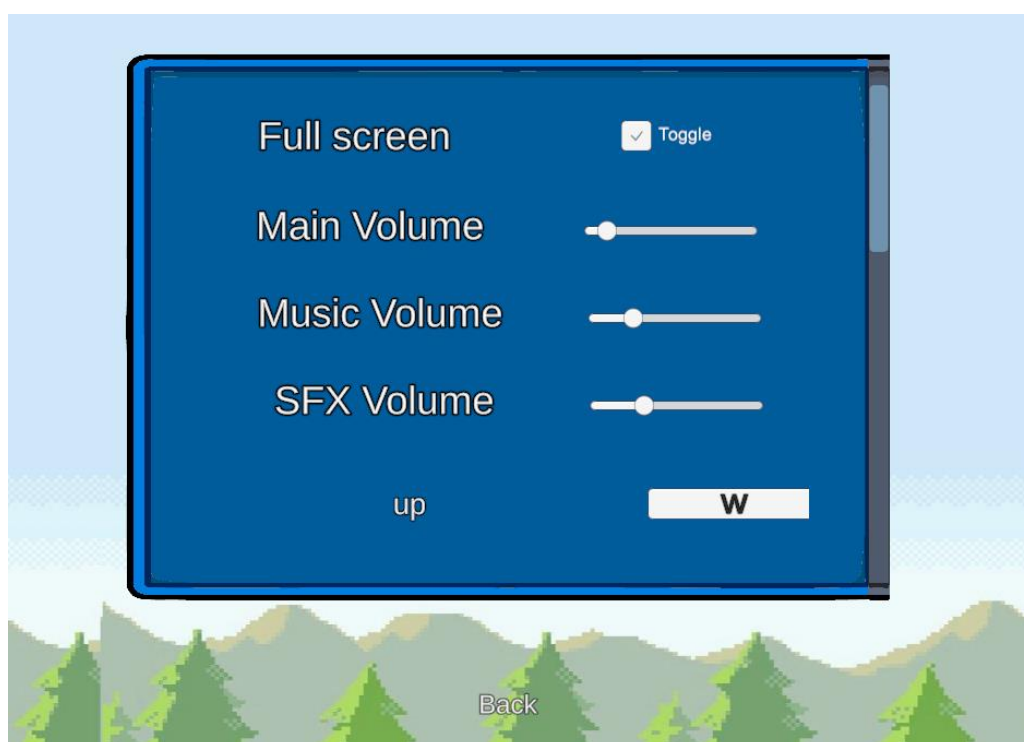 Full screen Toggle
Main Volume
Music Volume
SFX Volume
up W
Back